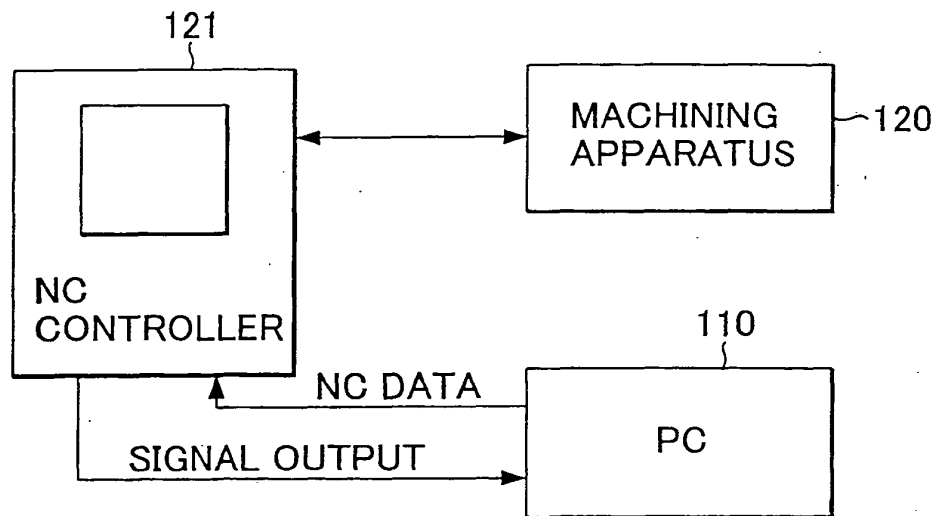 121
MACHINING
APPARATUS
120
NC
CONTROLLER
110
NC DATA
PC
SIGNAL OUTPUT